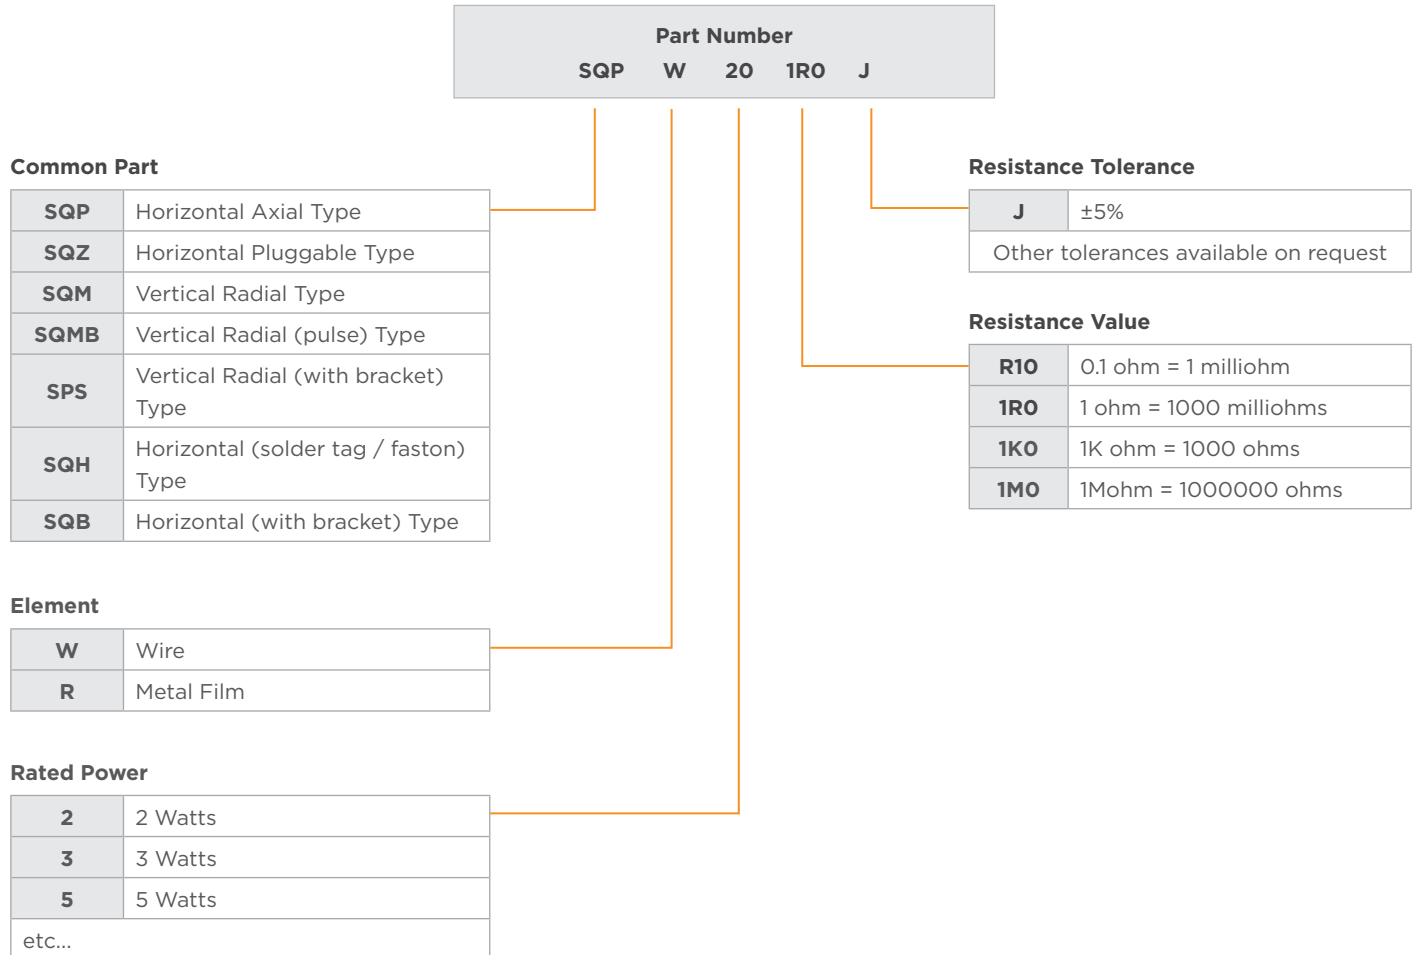 Part Number
SQP W 20 1R0 J
Common Part
SQP Horizontal Axial Type
SQZ Horizontal Pluggable Type
SQM Vertical Radial Type
SQMB Vertical Radial (pulse) Type
SPS Vertical Radial (with bracket)
Type
SQH Horizontal (solder tag / faston)
Type
SQB Horizontal (with bracket) Type
Element
W Wire
R Metal Film
Rated Power
2 2 Watts
3 3 Watts
5 5 Watts
etc...
Resistance Tolerance
J ±5%
Other tolerances available on request
Resistance Value
R10 0.1 ohm = 1 milliohm
1R0 1 ohm = 1000 milliohms
1K0 1K ohm = 1000 ohms
1M0 1Mohm = 1000000 ohms